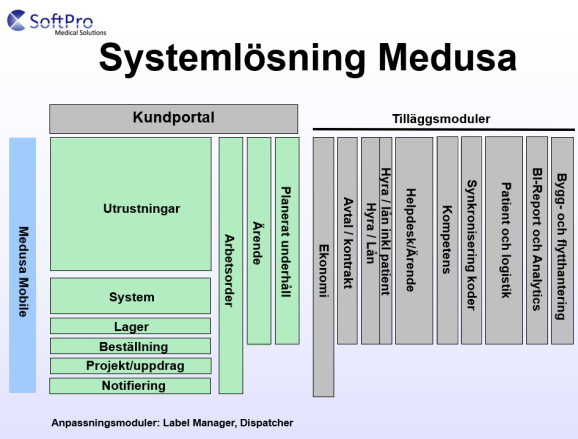 SoftPro
Medical Solutions
Systemlösning Medusa
Kundportal
Tilläggsmoduler
Medusa Mobile
Utrustningar
System
Lager
Beställning
Projekt/uppdrag
Notifiering
Arbetsorder
Ärende
Planerat underhåll
Ekonomi
Avtal / kontrakt
Hyra / Lån
Hyra / lån inkl patient
Helpdesk/Ärende
Kompetens
Synkronisering koder
Patient och logistik
BI-Report och Analytics
Bygg- och flytthantering
Anpassningsmoduler: Label Manager, Dispatcher